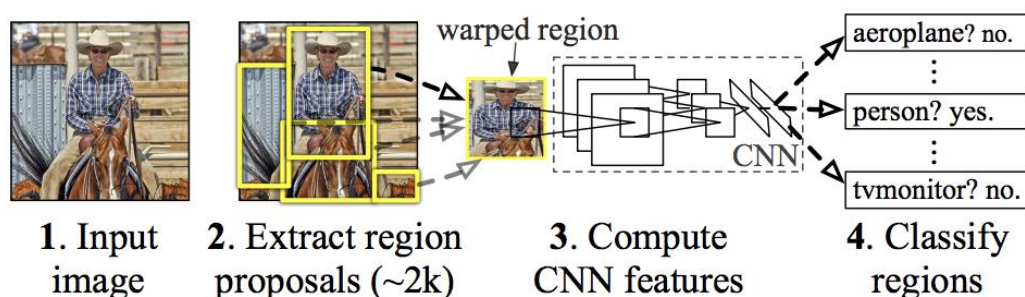 warped region
aeroplane? no.
⋮
person? yes.
⋮
tvmonitor? no.
CNN
1. Input
image
2. Extract region
proposals (~2k)
3. Compute
CNN features
4. Classify
regions